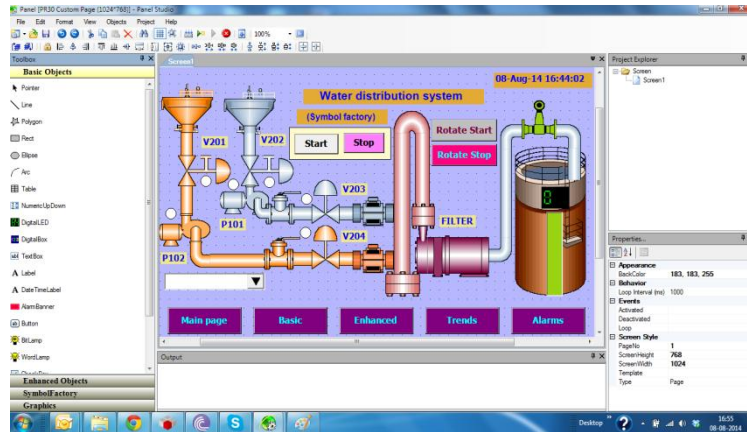 Panel [PR30 Custom Page (1024*768)] - Panel Studio
File Edit Format View Objects Project Help
100%
Toolbox
Basic Objects
Pointer
Line
Polygon
Rect
Elipse
Arc
Table
NumericUpDown
DigitalLED
DigitalBox
TextBox
Label
DateTimeLabel
AlarmBanner
Button
BitLamp
WordLamp
Enhanced Objects
SymbolFactory
Graphics
Screen1
08-Aug-14 16:44:02
Water distribution system
(Symbol factory)
Start
Stop
Rotate Start
Rotate Stop
V201
V202
V203
V204
P101
P102
FILTER
0
Main page
Basic
Enhanced
Trends
Alarms
Output
Project Explorer
Screen
Screen1
Properties...
Appearance
BackColor 183, 183, 255
Behavior
Loop Interval (ms) 1000
Events
Activated
Deactivated
Loop
Screen Style
PageNo 1
ScreenHeight 768
ScreenWidth 1024
Template
Type Page
Desktop
16:55
08-08-2014